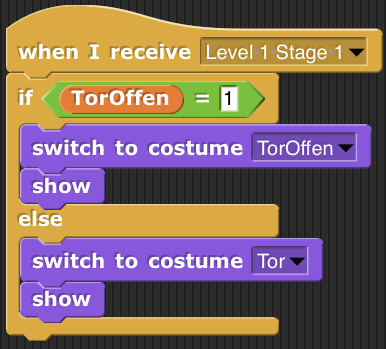 when I receive Level 1 Stage 1
if TorOffen = 1
switch to costume TorOffen
show
else
switch to costume Tor
show